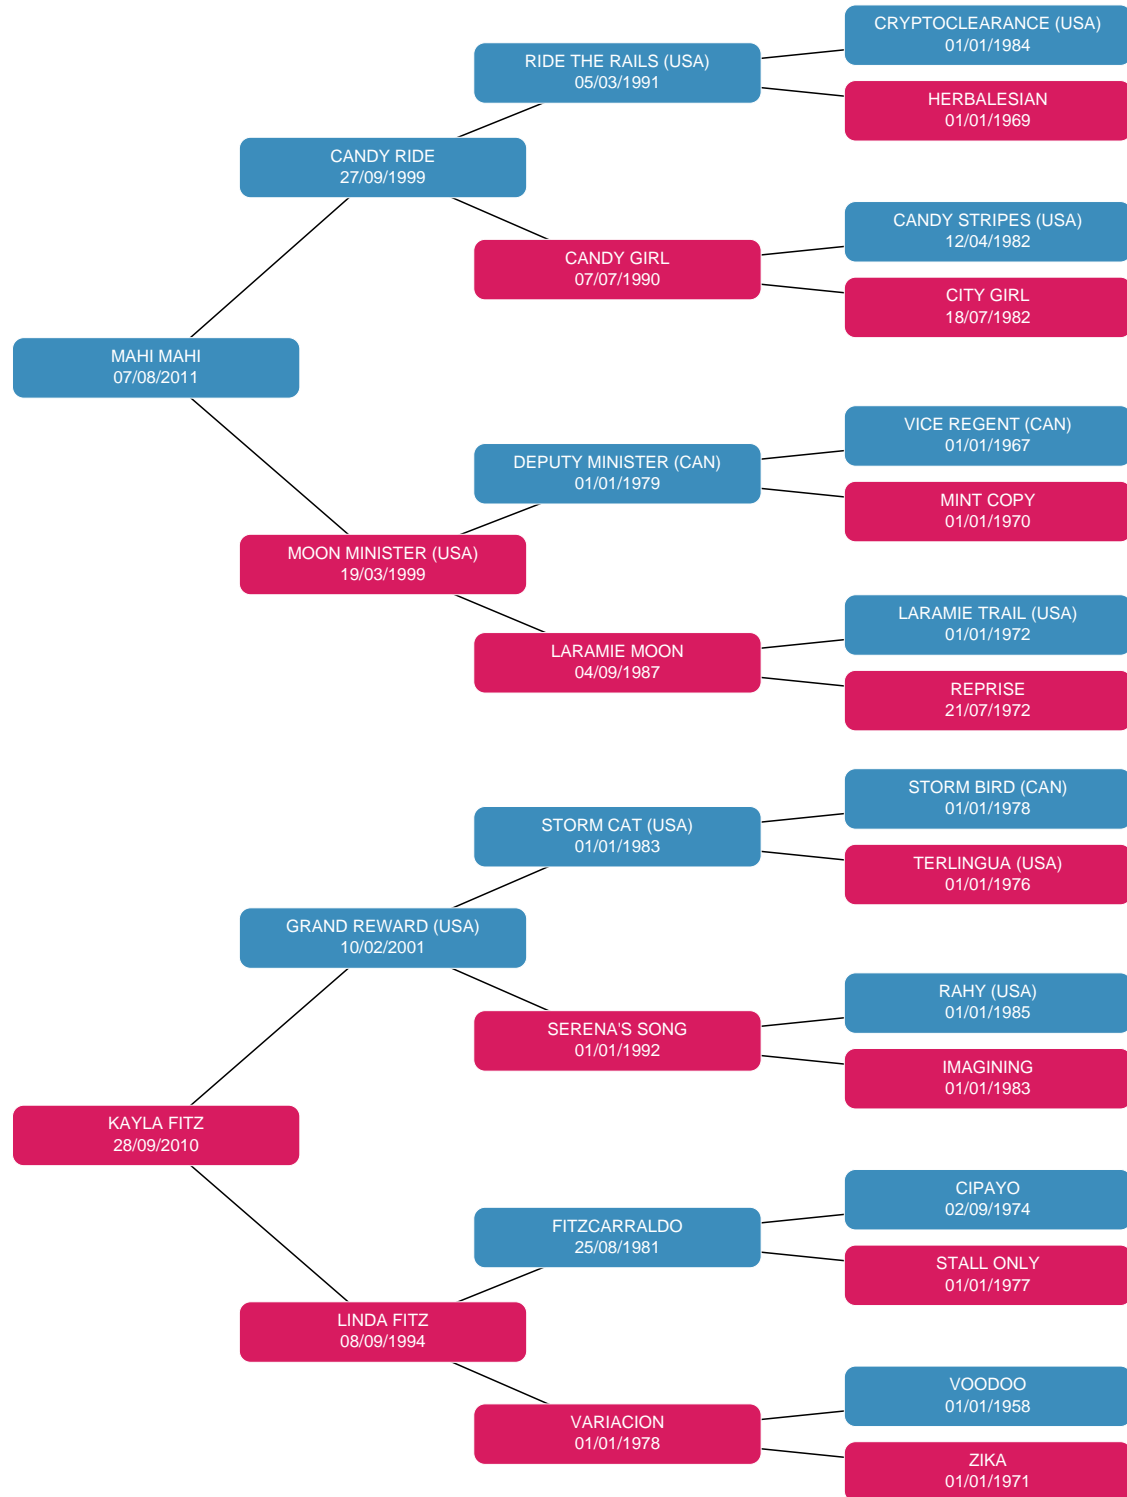 CRYPTOCLEARANCE (USA)
01/01/1984
RIDE THE RAILS (USA)
05/03/1991
HERBALESIAN
01/01/1969
CANDY RIDE
27/09/1999
CANDY STRIPES (USA)
12/04/1982
CANDY GIRL
07/07/1990
CITY GIRL
18/07/1982
MAHI MAHI
07/08/2011
VICE REGENT (CAN)
01/01/1967
DEPUTY MINISTER (CAN)
01/01/1979
MINT COPY
01/01/1970
MOON MINISTER (USA)
19/03/1999
LARAMIE TRAIL (USA)
01/01/1972
LARAMIE MOON
04/09/1987
REPRISE
21/07/1972
STORM BIRD (CAN)
01/01/1978
STORM CAT (USA)
01/01/1983
TERLINGUA (USA)
01/01/1976
GRAND REWARD (USA)
10/02/2001
RAHY (USA)
01/01/1985
SERENA'S SONG
01/01/1992
IMAGINING
01/01/1983
KAYLA FITZ
28/09/2010
CIPAYO
02/09/1974
FITZCARRALDO
25/08/1981
STALL ONLY
01/01/1977
LINDA FITZ
08/09/1994
VOODOO
01/01/1958
VARIACION
01/01/1978
ZIKA
01/01/1971